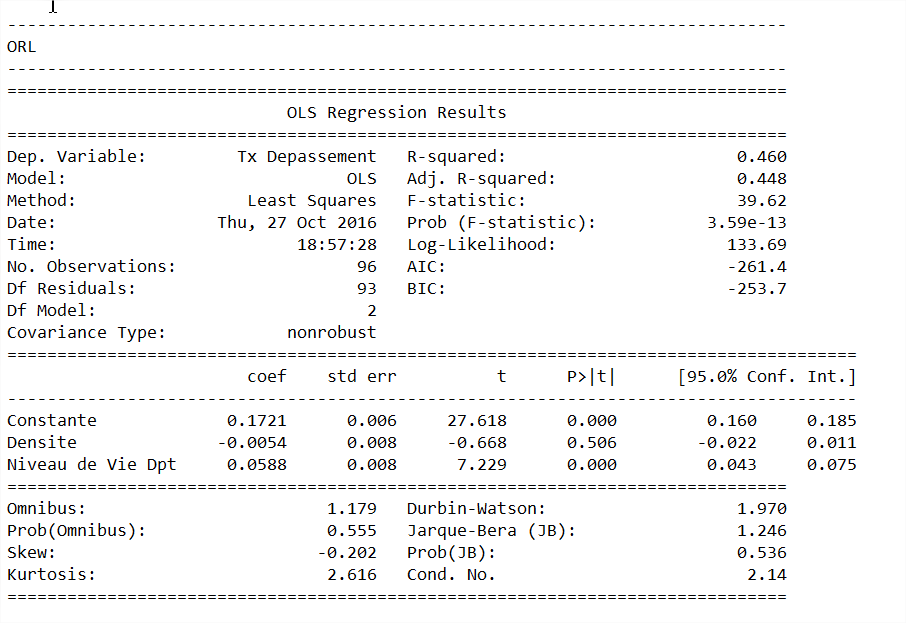 ------------------------------------------------------------------------------
ORL
------------------------------------------------------------------------------
==============================================================================
                            OLS Regression Results
==============================================================================
Dep. Variable:         Tx Depassement   R-squared:                       0.460
Model:                            OLS   Adj. R-squared:                  0.448
Method:                 Least Squares   F-statistic:                     39.62
Date:                Thu, 27 Oct 2016   Prob (F-statistic):           3.59e-13
Time:                        18:57:28   Log-Likelihood:                 133.69
No. Observations:                  96   AIC:                            -261.4
Df Residuals:                      93   BIC:                            -253.7
Df Model:                           2
Covariance Type:            nonrobust
=====================================================================================
                        coef    std err          t      P>|t|      [95.0% Conf. Int.]
-------------------------------------------------------------------------------------
Constante             0.1721      0.006     27.618      0.000         0.160     0.185
Densite              -0.0054      0.008     -0.668      0.506        -0.022     0.011
Niveau de Vie Dpt     0.0588      0.008      7.229      0.000         0.043     0.075
==============================================================================
Omnibus:                        1.179   Durbin-Watson:                   1.970
Prob(Omnibus):                  0.555   Jarque-Bera (JB):                1.246
Skew:                          -0.202   Prob(JB):                        0.536
Kurtosis:                       2.616   Cond. No.                         2.14
==============================================================================